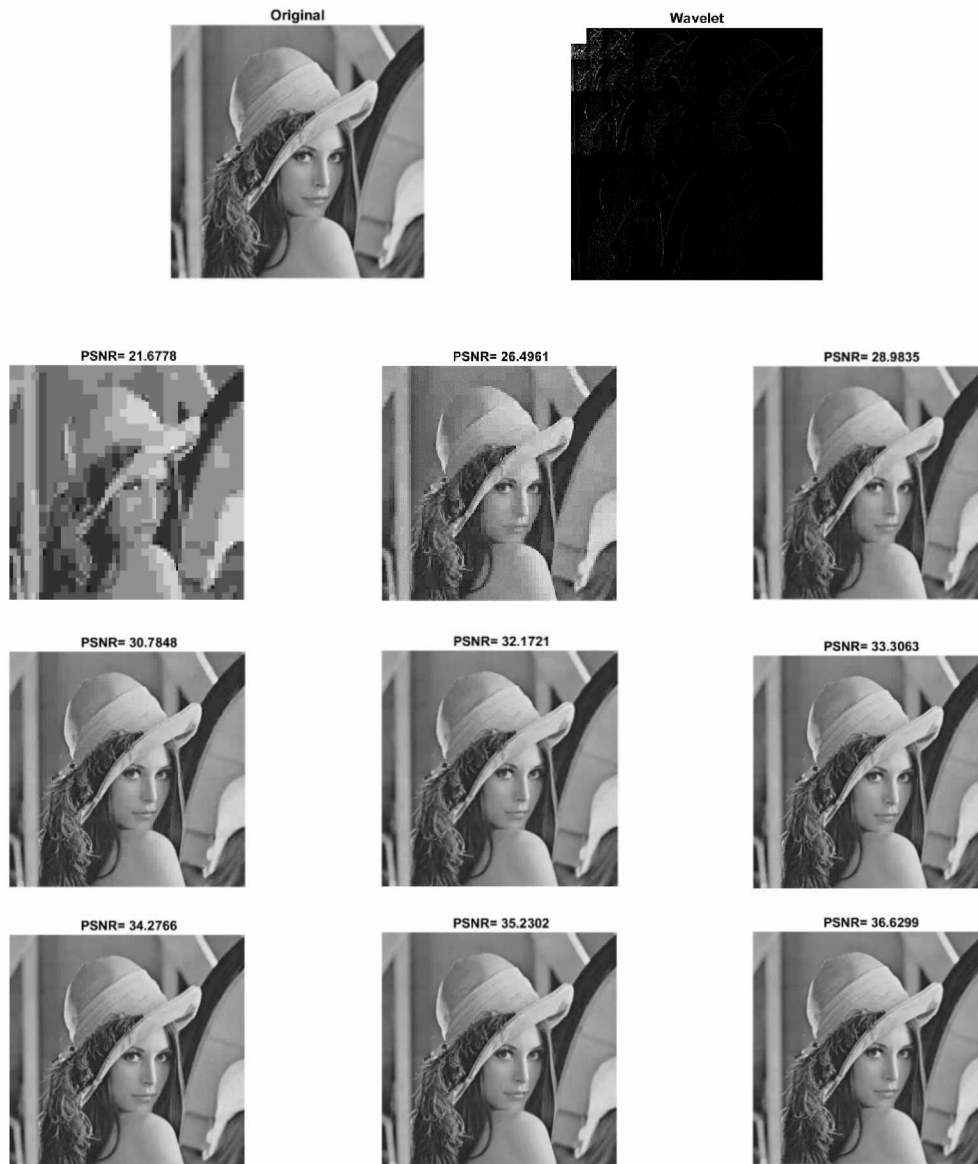 Original
Wavelet
PSNR= 21.6778
PSNR= 26.4961
PSNR= 28.9835
PSNR= 30.7848
PSNR= 32.1721
PSNR= 33.3063
PSNR= 34.2766
PSNR= 35.2302
PSNR= 36.6299